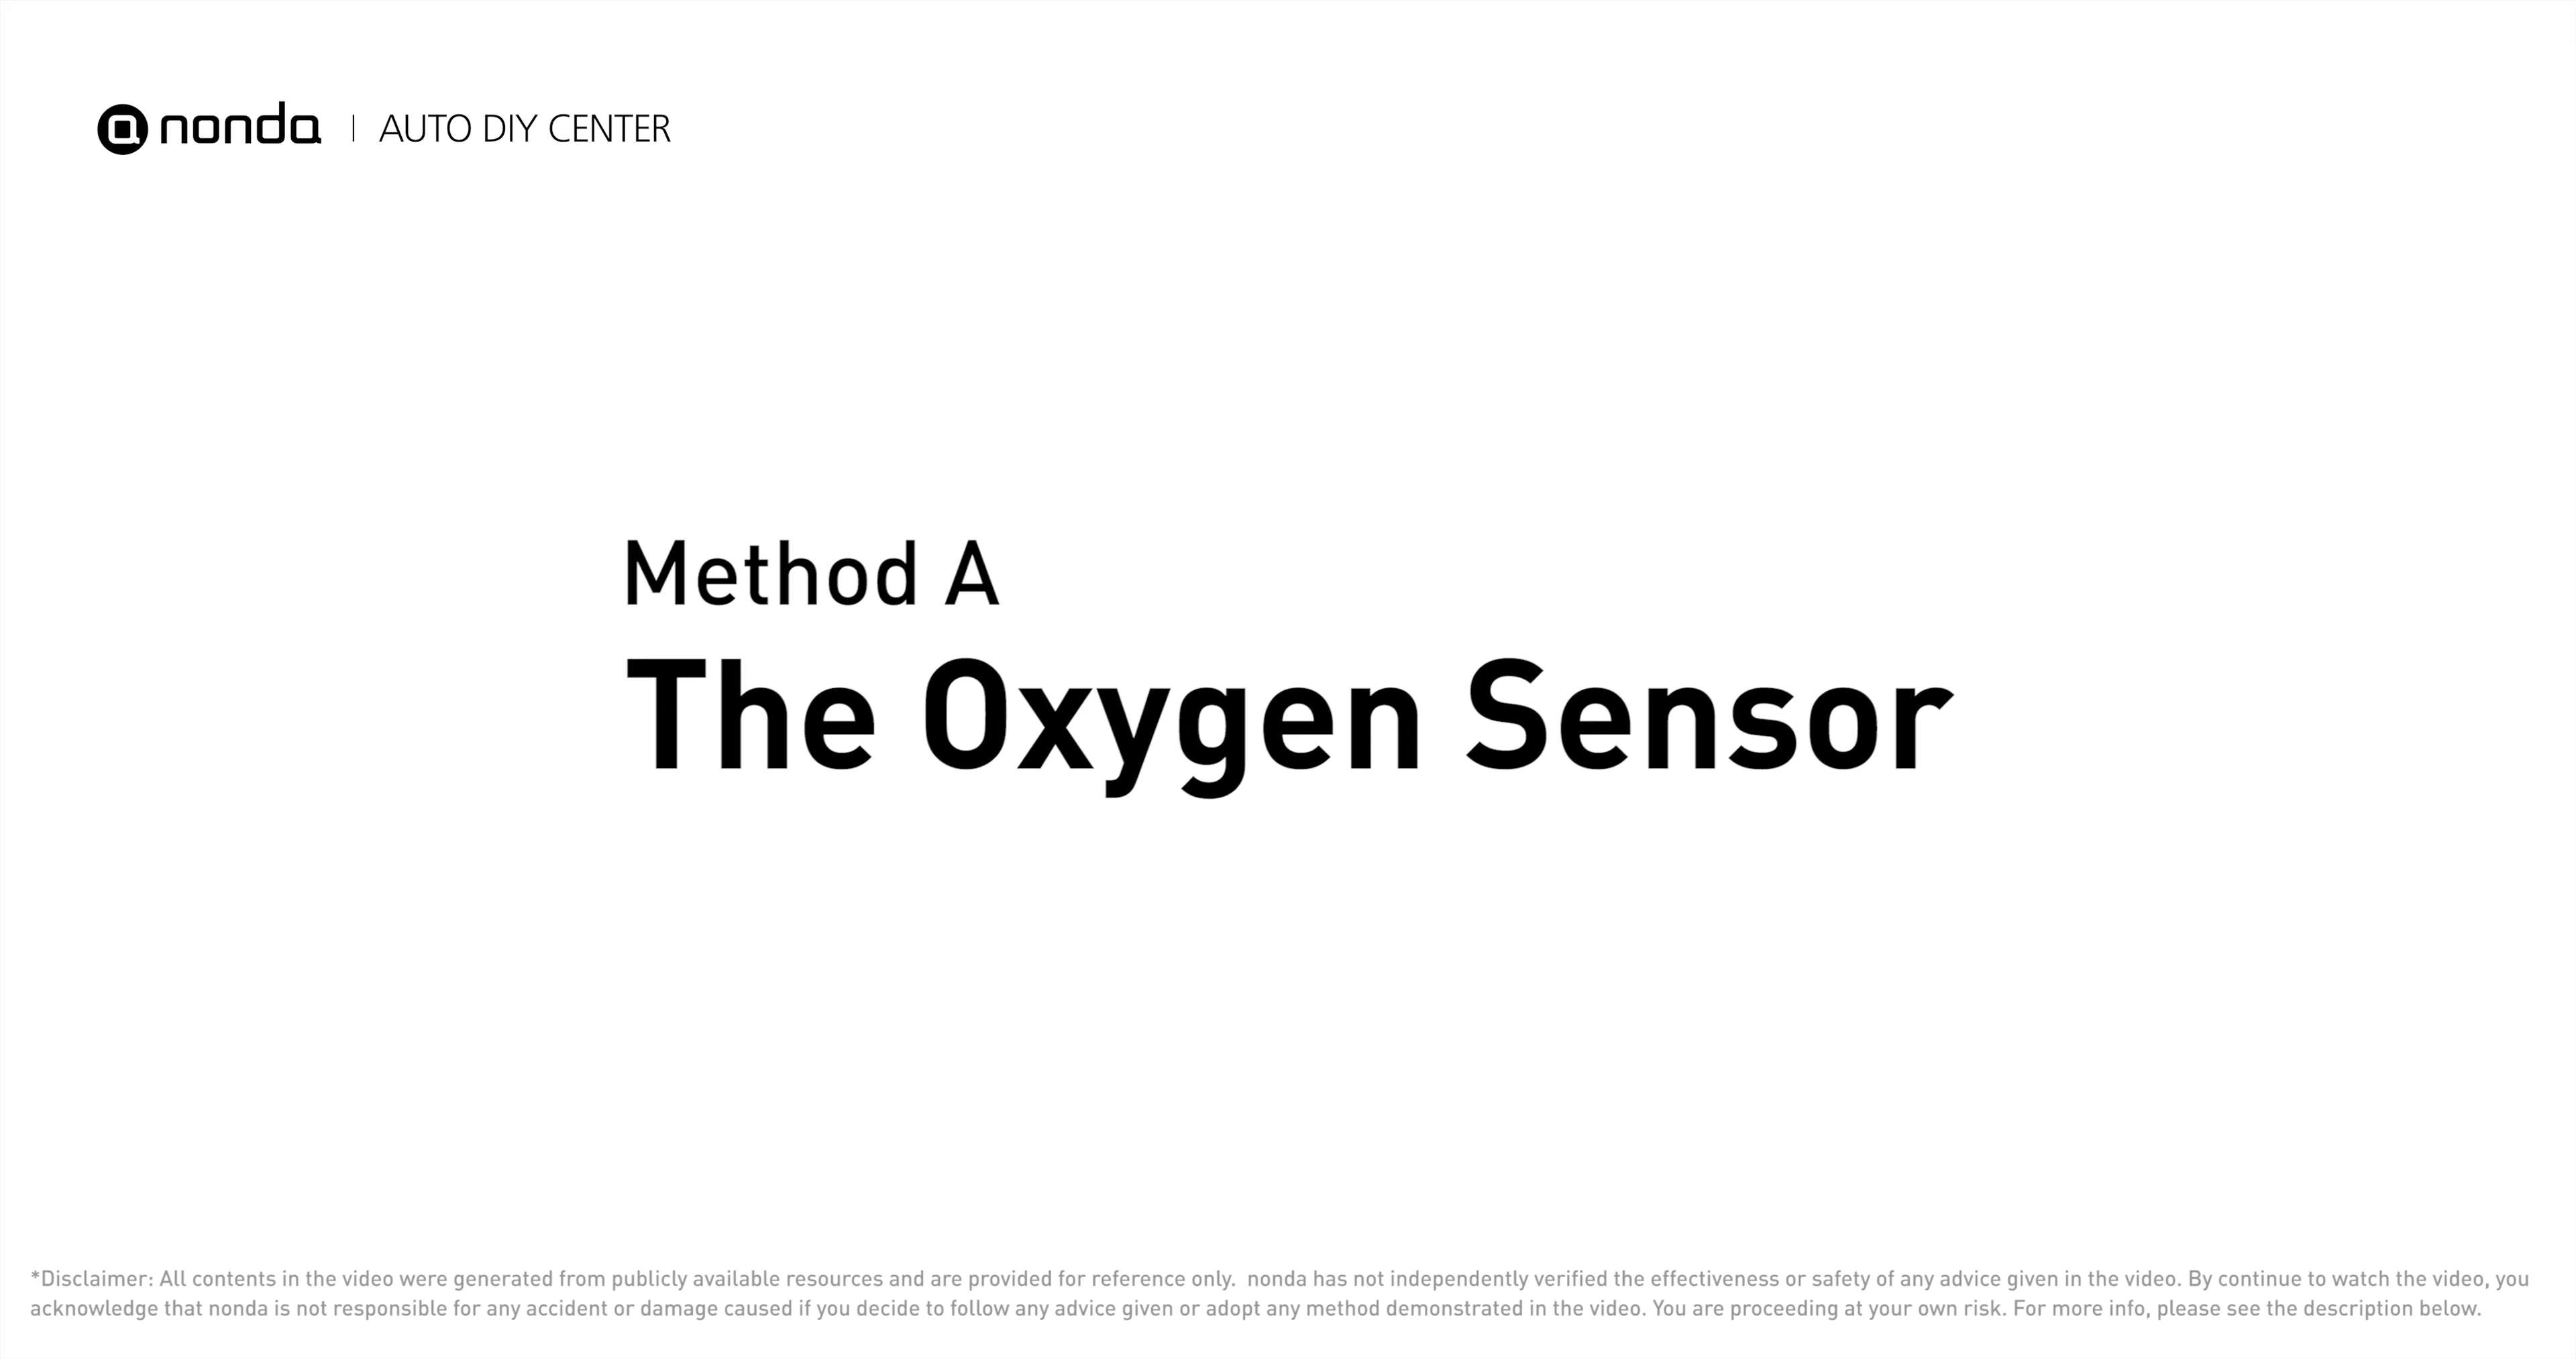 nonda | AUTO DIY CENTER
Method A
The Oxygen Sensor
*Disclaimer: All contents in the video were generated from publicly available resources and are provided for reference only.  nonda has not independently verified the effectiveness or safety of any advice given in the video. By continue to watch the video, you
acknowledge that nonda is not responsible for any accident or damage caused if you decide to follow any advice given or adopt any method demonstrated in the video. You are proceeding at your own risk. For more info, please see the description below.